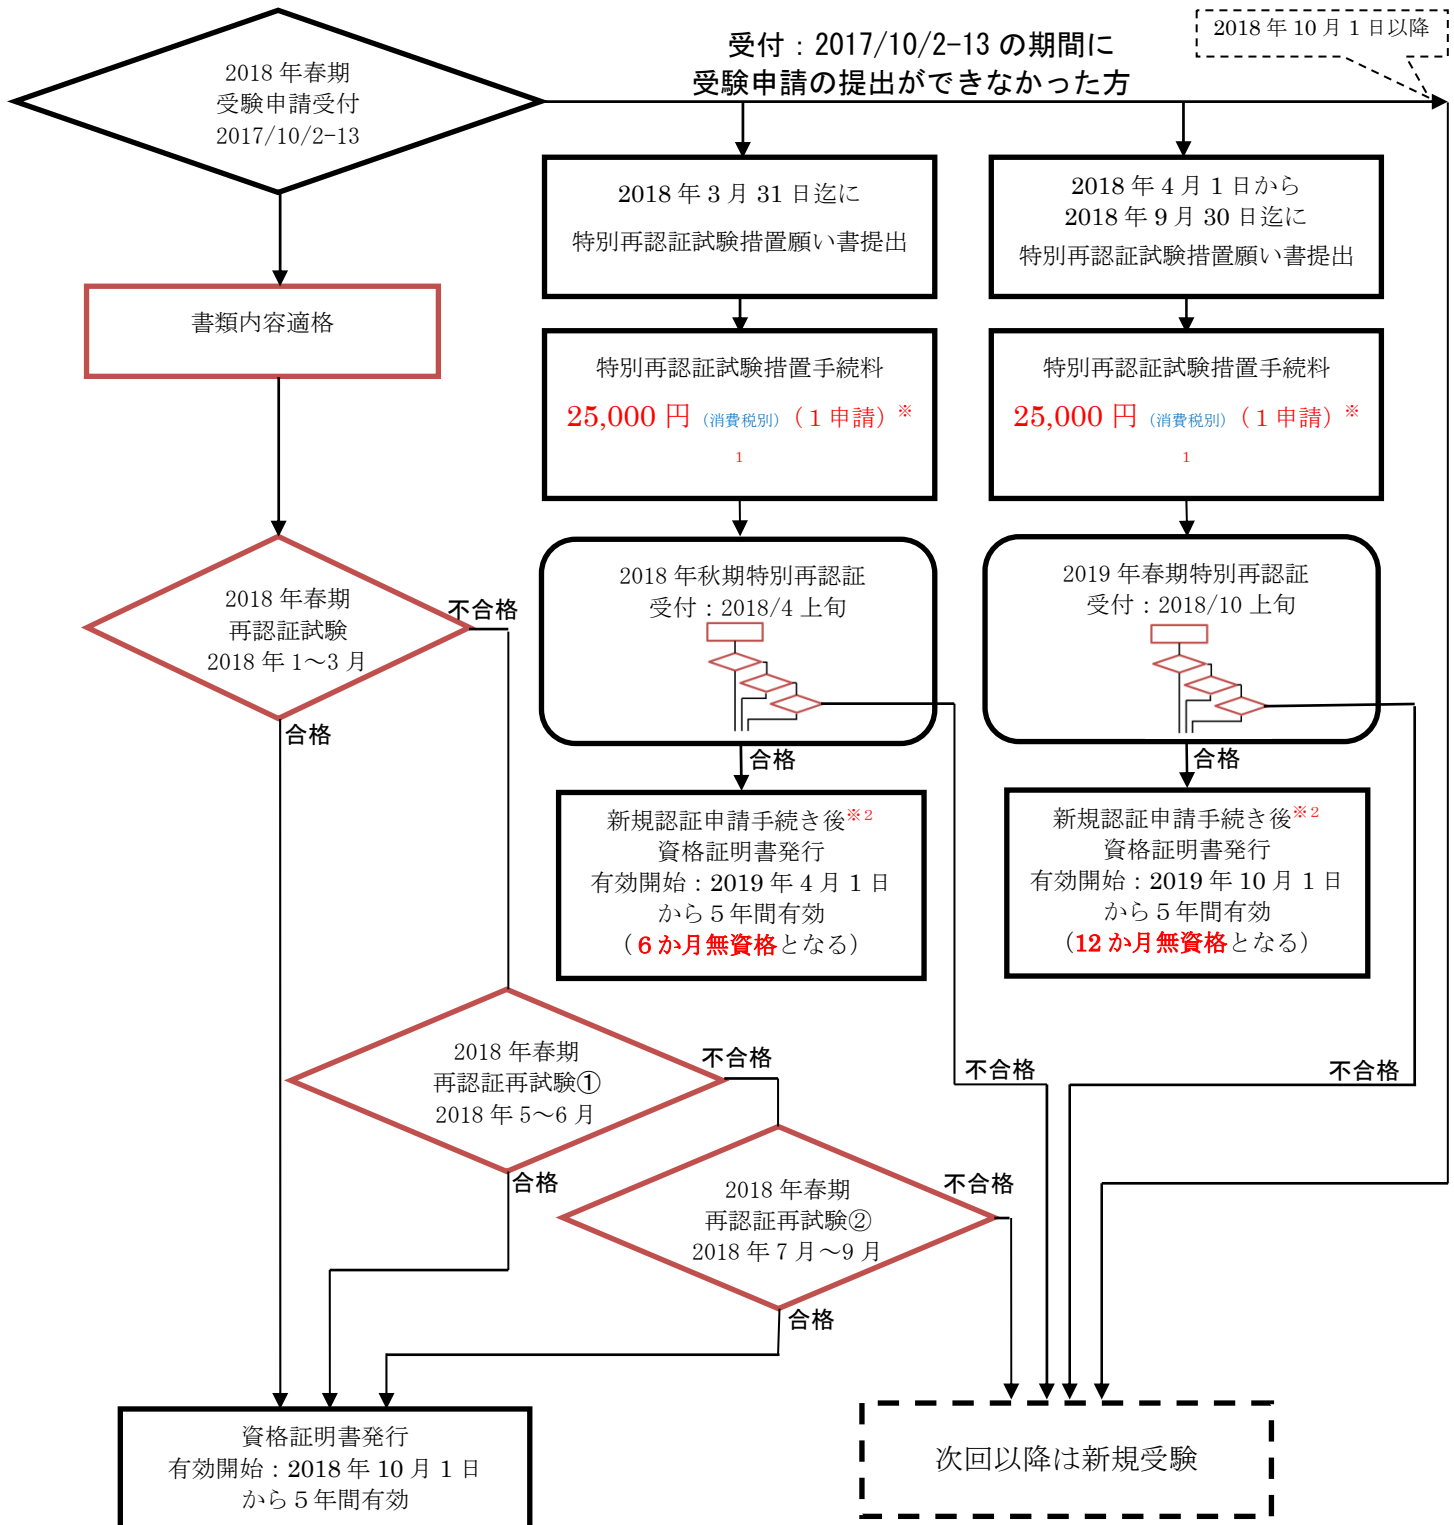 2018年春期
受験申請受付
2017/10/2-13
受付：2017/10/2-13 の期間に
受験申請の提出ができなかった方
2018年10月1日以降
2018年3月31日迄に
特別再認証試験措置願い書提出
2018年4月1日から
2018年9月30日迄に
特別再認証試験措置願い書提出
書類内容適格
特別再認証試験措置手続料
25,000円（消費税別）（1申請）※
1
特別再認証試験措置手続料
25,000円（消費税別）（1申請）※
1
2018年春期
再認証試験
2018年1～3月
不合格
合格
2018年秋期特別再認証
受付：2018/4上旬
合格
2019年春期特別再認証
受付：2018/10上旬
合格
新規認証申請手続き後※2
資格証明書発行
有効開始：2019年4月1日
から５年間有効
（６か月無資格となる）
新規認証申請手続き後※2
資格証明書発行
有効開始：2019年10月1日
から５年間有効
（12か月無資格となる）
2018年春期
再認証再試験①
2018年5～6月
不合格
合格
不合格
不合格
2018年春期
再認証再試験②
2018年7月～9月
不合格
合格
資格証明書発行
有効開始：2018年10月1日
から５年間有効
次回以降は新規受験